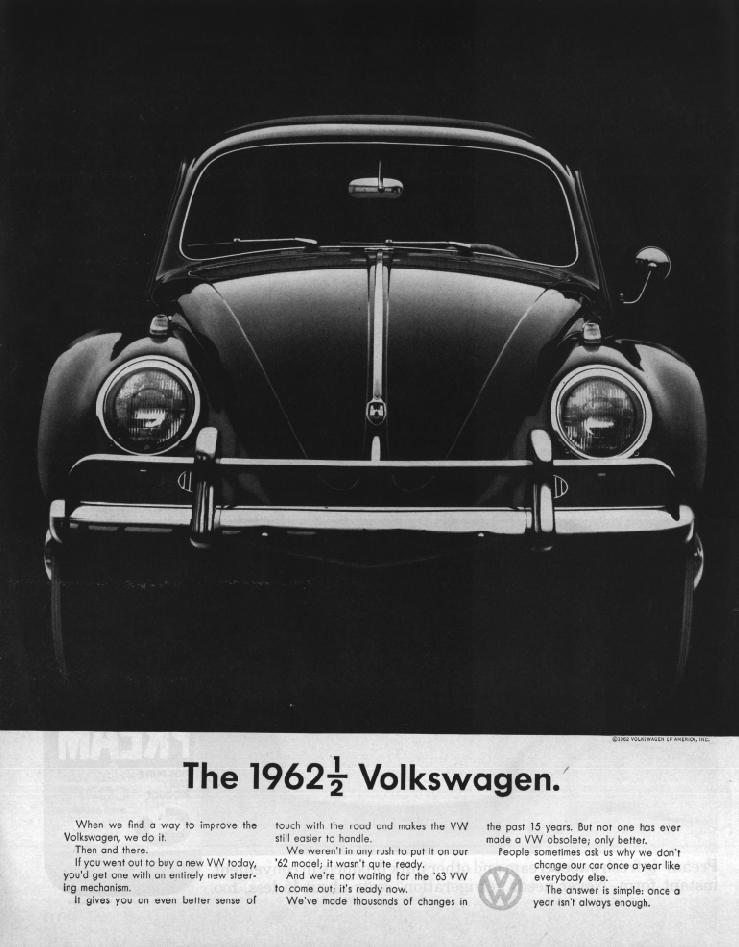 ©1962 VOLKSWAGEN OF AMERICA, INC.
The 1962½ Volkswagen.
When we find a way to improve the
Volkswagen, we do it.
Then and there.
If you went out to buy a new VW today,
you'd get one with an entirely new steer-
ing mechanism.
It gives you an even better sense of
touch with the road and makes the VW
still easier to handle.
We weren't in any rush to put it on our
'62 model; it wasn't quite ready.
And we're not waiting for the '63 VW
to come out; it's ready now.
We've made thousands of changes in
the past 15 years. But not one has ever
made a VW obsolete; only better.
People sometimes ask us why we don't
change our car once a year like
everybody else.
The answer is simple: once a
year isn't always enough.